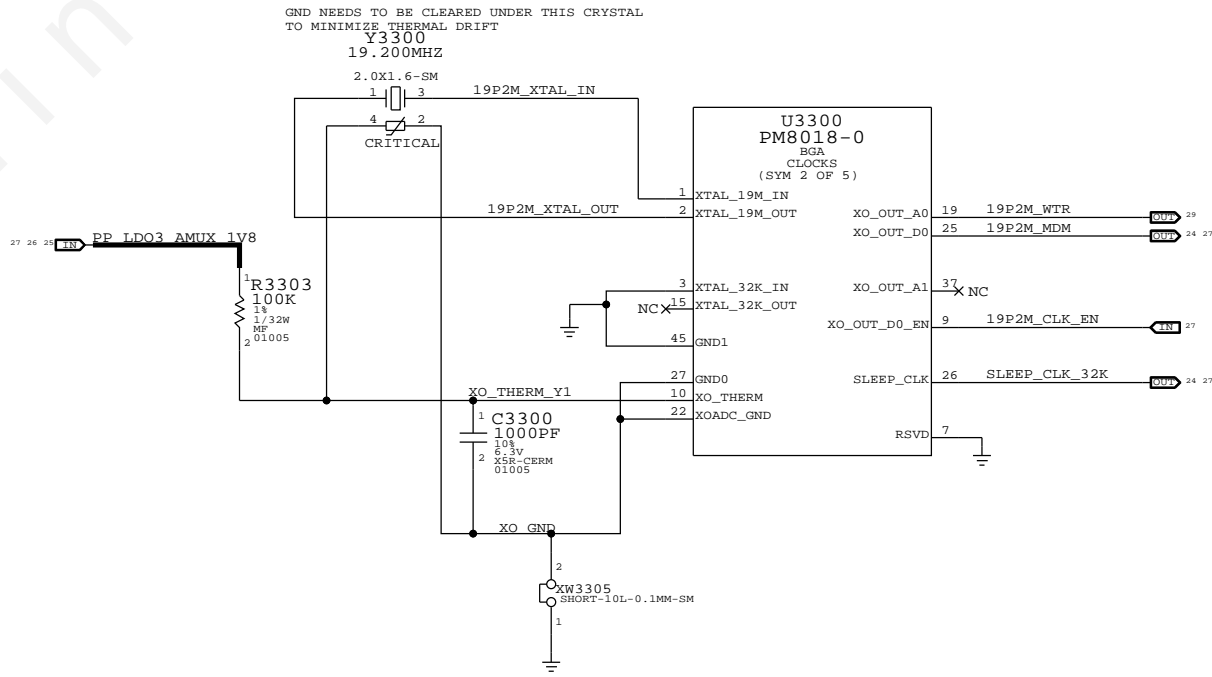 GND NEEDS TO BE CLEARED UNDER THIS CRYSTAL
TO MINIMIZE THERMAL DRIFT
Y3300
19.200MHZ
2.0X1.6-SM
1 3 19P2M_XTAL_IN
4 2
CRITICAL
U3300
PM8018-0
BGA
CLOCKS
(SYM 2 OF 5)
1 XTAL_19M_IN
19P2M_XTAL_OUT 2 XTAL_19M_OUT
XO_OUT_A0 19 19P2M_WTR OUT 29
XO_OUT_D0 25 19P2M_MDM OUT 24 27
27 26 25 IN PP_LDO3_AMUX_1V8
1
R3303
100K
1%
1/32W
MF
01005
2
3 XTAL_32K_IN
NC 15 XTAL_32K_OUT
XO_OUT_A1 37 NC
XO_OUT_D0_EN 9 19P2M_CLK_EN IN 27
45 GND1
27 GND0
SLEEP_CLK 26 SLEEP_CLK_32K OUT 24 27
XO_THERM_Y1 10 XO_THERM
22 XOADC_GND
RSVD 7
1 C3300
1000PF
10%
6.3V
2 X5R-CERM
01005
XO_GND
2
XW3305
SHORT-10L-0.1MM-SM
1
in